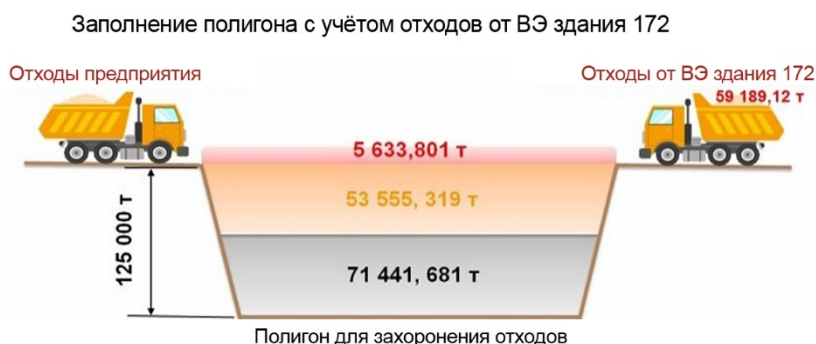 Заполнение полигона с учётом отходов от ВЭ здания 172
Отходы предприятия
Отходы от ВЭ здания 172
59 189,12 т
5 633,801 т
53 555, 319 т
125 000 т
71 441, 681 т
Полигон для захоронения отходов